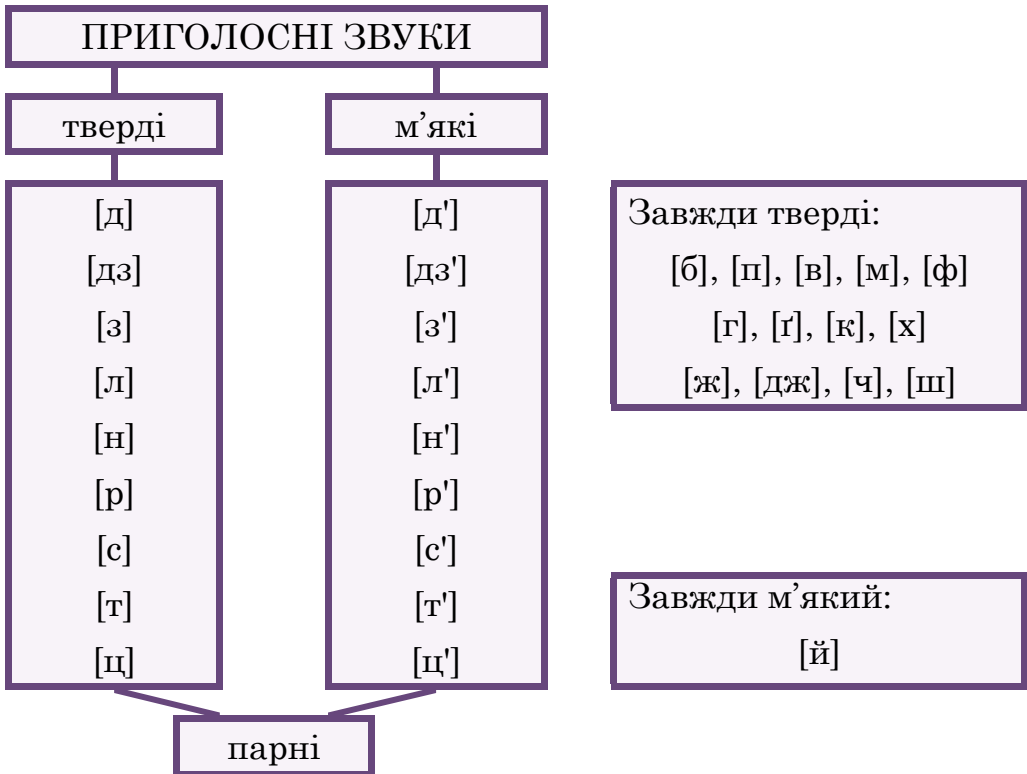 ПРИГОЛОСНІ ЗВУКИ
тверді
м’які
[д]
[дз]
[з]
[л]
[н]
[р]
[с]
[т]
[ц]
[д']
[дз']
[з']
[л']
[н']
[р']
[с']
[т']
[ц']
парні
Завжди тверді:
[б], [п], [в], [м], [ф]
[г], [ґ], [к], [х]
[ж], [дж], [ч], [ш]
Завжди м’який:
[й]